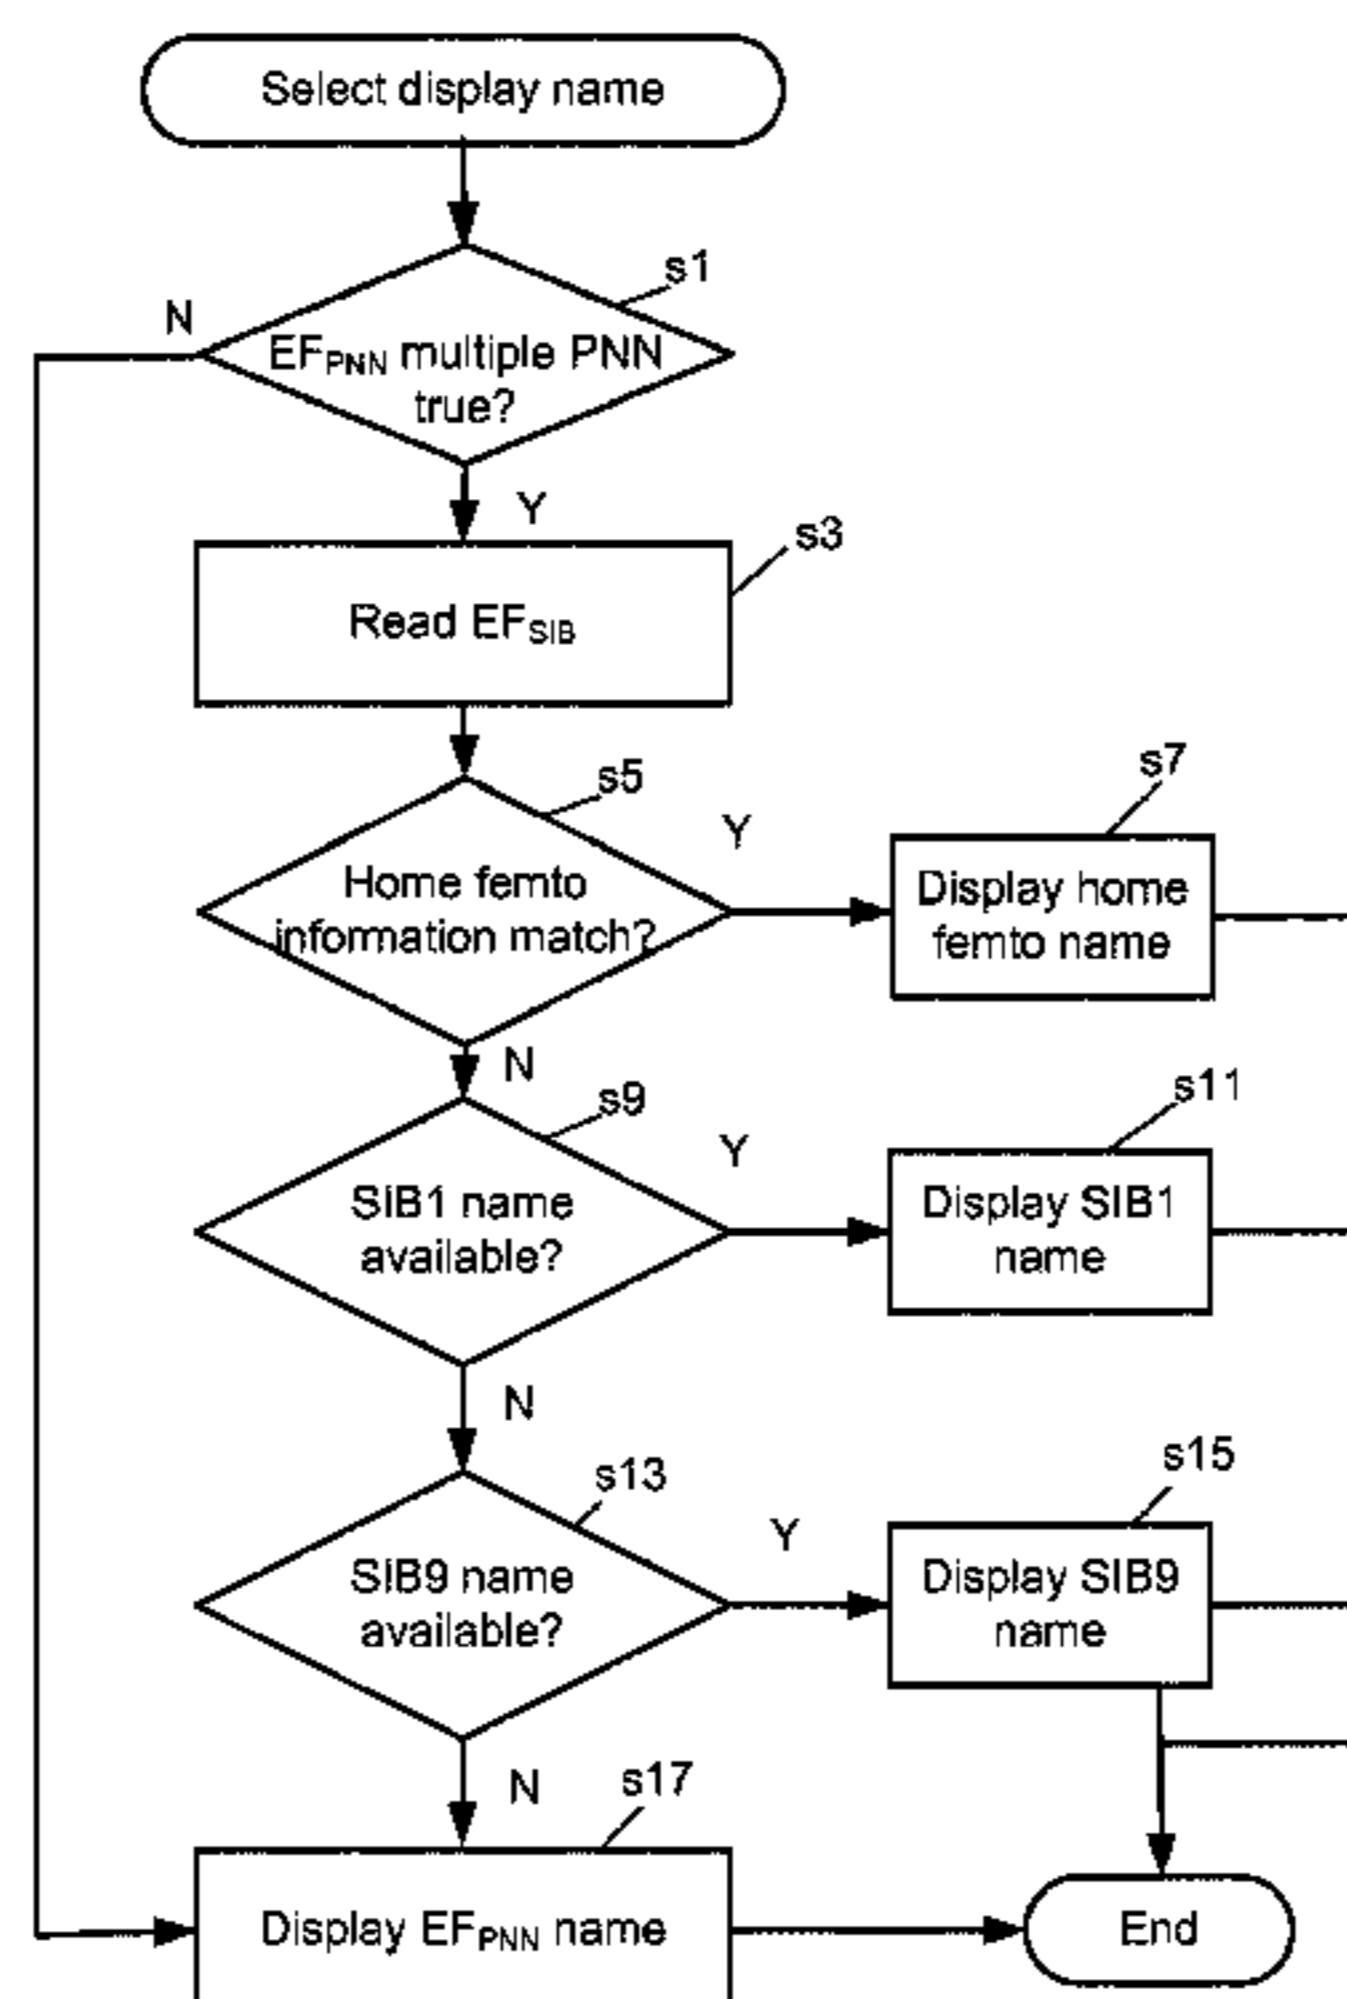 Select display name
s1
N
EFPNN multiple PNN
true?
Y
s3
Read EFSIB
s5
Y
s7
Home femto
information match?
Display home
femto name
N
s9
Y
s11
SIB1 name
available?
Display SIB1
name
N
s13
Y
s15
SIB9 name
available?
Display SIB9
name
N
s17
Display EFPNN name
End